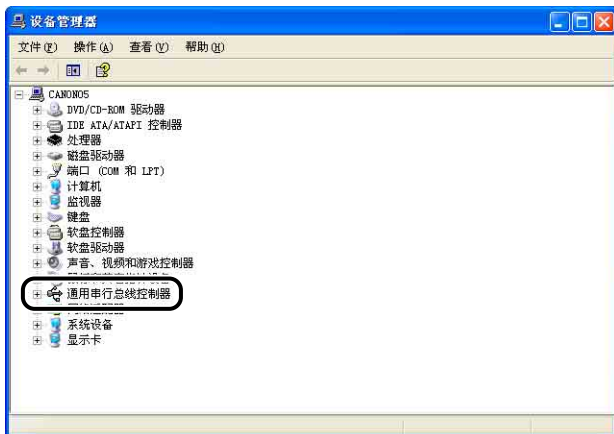 设备管理器
文件(F) 操作(A) 查看(V) 帮助(H)
CANONO5
DVD/CD-ROM 驱动器
IDE ATA/ATAPI 控制器
处理器
磁盘驱动器
端口 (COM 和 LPT)
计算机
监视器
键盘
软盘控制器
软盘驱动器
声音、视频和游戏控制器
通用串行总线控制器
系统设备
显示卡